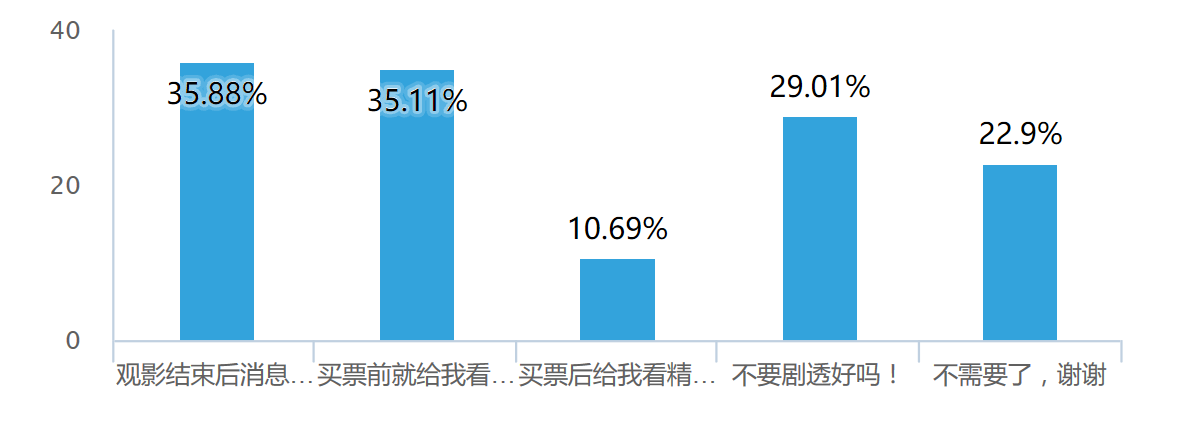 40
20
0
35.88%
35.11%
10.69%
29.01%
22.9%
观影结束后消息...
买票前就给我看...
买票后给我看精...
不要剧透好吗！
不需要了，谢谢